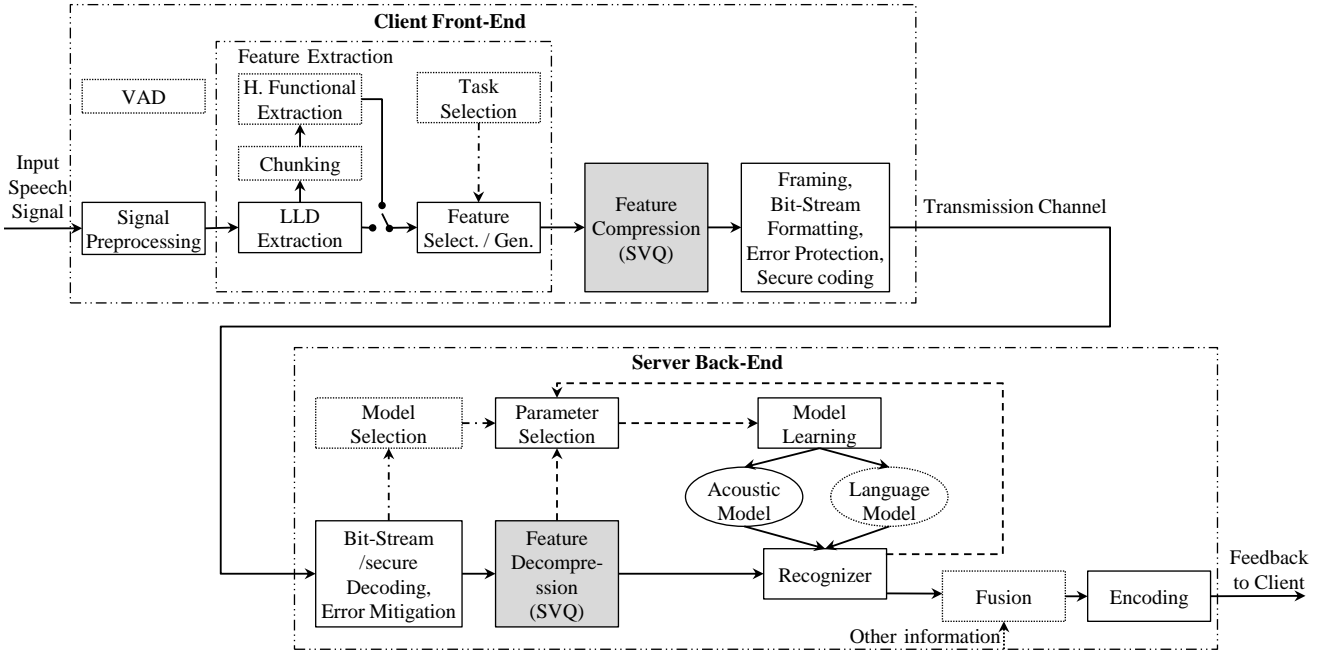 Client Front-End
Feature Extraction
VAD
H. Functional
Extraction
Task
Selection
Chunking
Input
Speech
Signal
Signal
Preprocessing
LLD
Extraction
Feature
Select. / Gen.
Feature
Compression
(SVQ)
Framing,
Bit-Stream
Formatting,
Error Protection,
Secure coding
Transmission Channel
Server Back-End
Model
Selection
Parameter
Selection
Model
Learning
Acoustic
Model
Language
Model
Bit-Stream
/secure
Decoding,
Error Mitigation
Feature
Decompre-
ssion
(SVQ)
Recognizer
Fusion
Encoding
Feedback
to Client
Other information